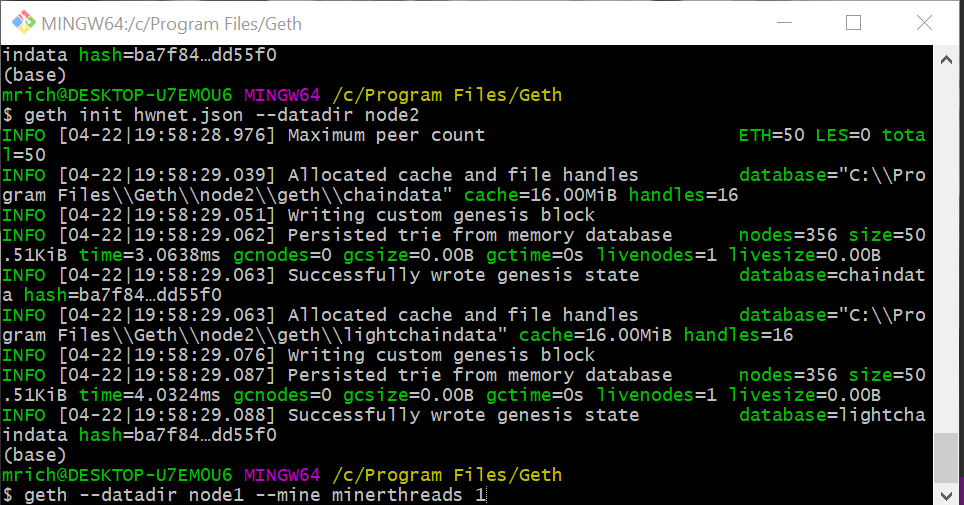 MINGW64:/c/Program Files/Geth
indata hash=ba7f84…dd55f0
(base)
mrich@DESKTOP-U7EMOU6 MINGW64 /c/Program Files/Geth
$ geth init hwnet.json --datadir node2
INFO [04-22|19:58:28.976] Maximum peer count                       ETH=50 LES=0 tota
l=50
INFO [04-22|19:58:29.039] Allocated cache and file handles         database="C:\\Pro
gram Files\\Geth\\node2\\geth\\chaindata" cache=16.00MiB handles=16
INFO [04-22|19:58:29.051] Writing custom genesis block
INFO [04-22|19:58:29.062] Persisted trie from memory database      nodes=356 size=50
.51KiB time=3.0638ms gcnodes=0 gcsize=0.00B gctime=0s livenodes=1 livesize=0.00B
INFO [04-22|19:58:29.063] Successfully wrote genesis state         database=chaindat
a hash=ba7f84…dd55f0
INFO [04-22|19:58:29.063] Allocated cache and file handles         database="C:\\Pro
gram Files\\Geth\\node2\\geth\\lightchaindata" cache=16.00MiB handles=16
INFO [04-22|19:58:29.076] Writing custom genesis block
INFO [04-22|19:58:29.087] Persisted trie from memory database      nodes=356 size=50
.51KiB time=4.0324ms gcnodes=0 gcsize=0.00B gctime=0s livenodes=1 livesize=0.00B
INFO [04-22|19:58:29.088] Successfully wrote genesis state         database=lightcha
indata hash=ba7f84…dd55f0
(base)
mrich@DESKTOP-U7EMOU6 MINGW64 /c/Program Files/Geth
$ geth --datadir node1 --mine minerthreads 1